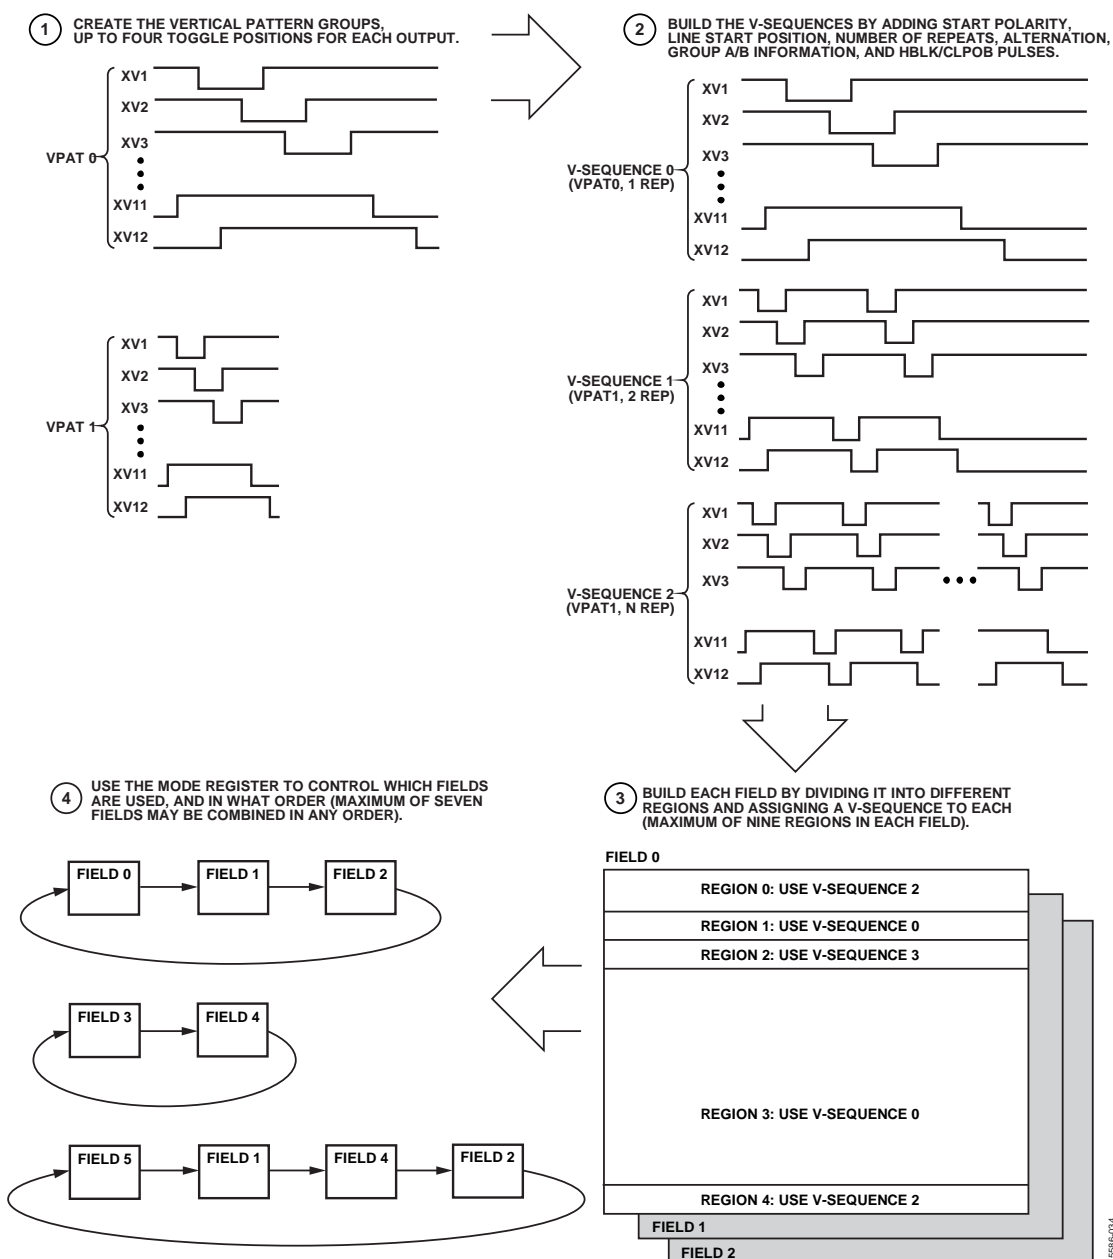 1
CREATE THE VERTICAL PATTERN GROUPS,
UP TO FOUR TOGGLE POSITIONS FOR EACH OUTPUT.
XV1
XV2
XV3
VPAT 0
XV11
XV12
XV1
XV2
XV3
VPAT 1
XV11
XV12
2
BUILD THE V-SEQUENCES BY ADDING START POLARITY,
LINE START POSITION, NUMBER OF REPEATS, ALTERNATION,
GROUP A/B INFORMATION, AND HBLK/CLPOB PULSES.
XV1
XV2
XV3
V-SEQUENCE 0
(VPAT0, 1 REP)
XV11
XV12
XV1
XV2
XV3
V-SEQUENCE 1
(VPAT1, 2 REP)
XV11
XV12
XV1
XV2
XV3
V-SEQUENCE 2
(VPAT1, N REP)
XV11
XV12
4
USE THE MODE REGISTER TO CONTROL WHICH FIELDS
ARE USED, AND IN WHAT ORDER (MAXIMUM OF SEVEN
FIELDS MAY BE COMBINED IN ANY ORDER).
FIELD 0 FIELD 1 FIELD 2
FIELD 3 FIELD 4
FIELD 5 FIELD 1 FIELD 4 FIELD 2
3
BUILD EACH FIELD BY DIVIDING IT INTO DIFFERENT
REGIONS AND ASSIGNING A V-SEQUENCE TO EACH
(MAXIMUM OF NINE REGIONS IN EACH FIELD).
FIELD 0
REGION 0: USE V-SEQUENCE 2
REGION 1: USE V-SEQUENCE 0
REGION 2: USE V-SEQUENCE 3
REGION 3: USE V-SEQUENCE 0
REGION 4: USE V-SEQUENCE 2
FIELD 1
FIELD 2